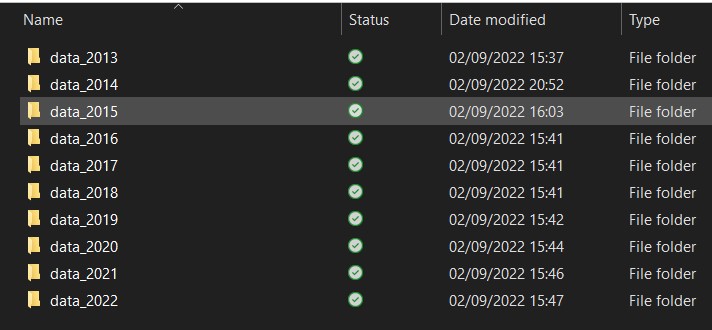 Name Status Date modified Type
data_2013 02/09/2022 15:37 File folder
data_2014 02/09/2022 20:52 File folder
data_2015 02/09/2022 16:03 File folder
data_2016 02/09/2022 15:41 File folder
data_2017 02/09/2022 15:41 File folder
data_2018 02/09/2022 15:41 File folder
data_2019 02/09/2022 15:42 File folder
data_2020 02/09/2022 15:44 File folder
data_2021 02/09/2022 15:46 File folder
data_2022 02/09/2022 15:47 File folder